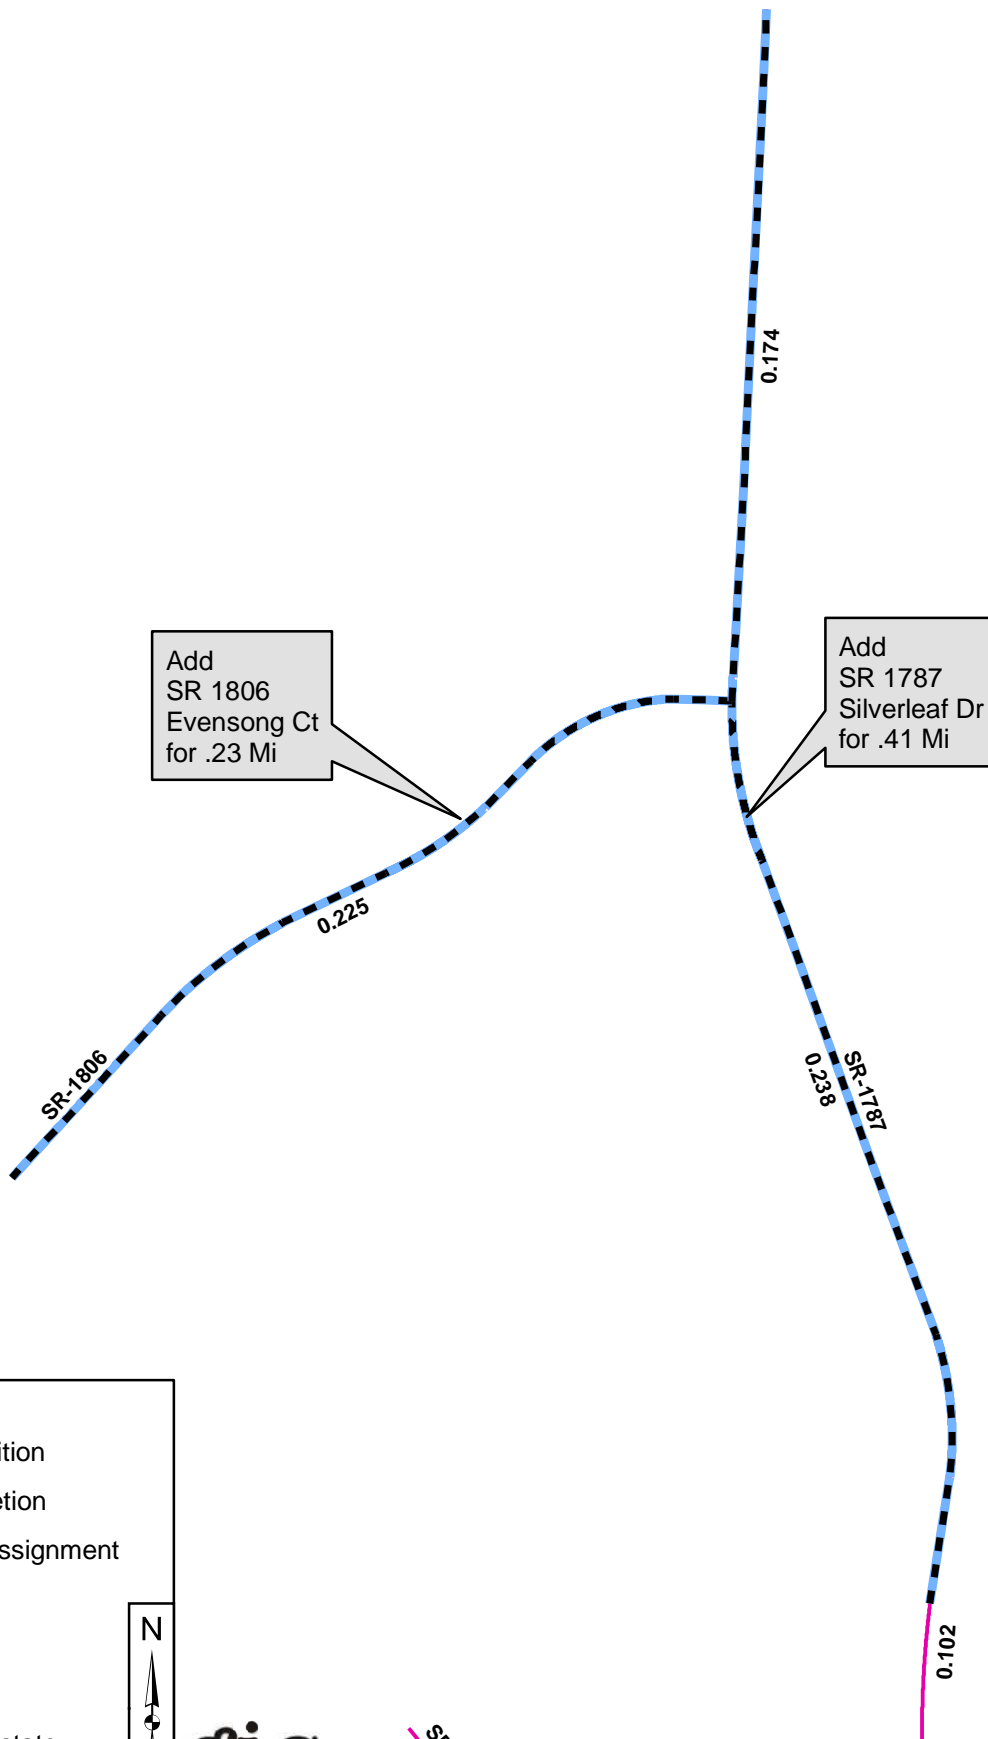 0.174
Add
SR 1806
Evensong Ct
for .23 Mi
Add
SR 1787
Silverleaf Dr
for .41 Mi
0.225
SR-1806
SR-1787
0.238
ition
etion
ssignment
N
0.102